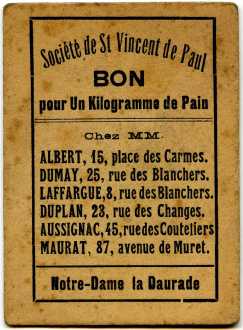 Société de St Vincent de Paul
BON
pour Un Kilogramme de Pain
Chez MM.
ALBERT, 15, place des Carmes.
DUMAY, 25, rue des Blanchers.
LAFFARGUE, 8, rue des Blanchers.
DUPLAN, 23, rue des Changes.
AUSSIGNAC, 45, rue des Couteliers
MAURAT, 87, avenue de Muret.
Notre-Dame la Daurade